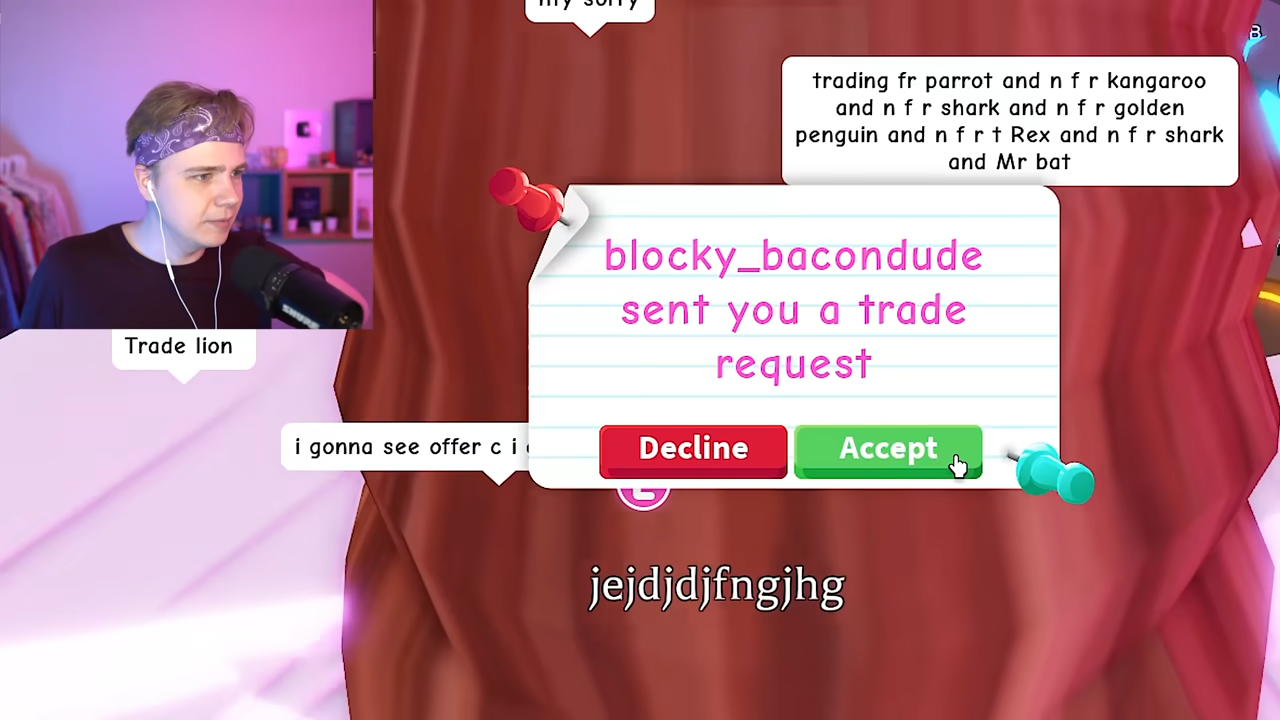 my sorry
B
trading fr parrot and n f r kangaroo
and n f r shark and n f r golden
penguin and n f r t Rex and n f r shark
and Mr bat
blocky_bacondude
sent you a trade
request
Trade lion
i gonna see offer c i
Decline
Accept
E
jejdjdjfngjhg
SHURE